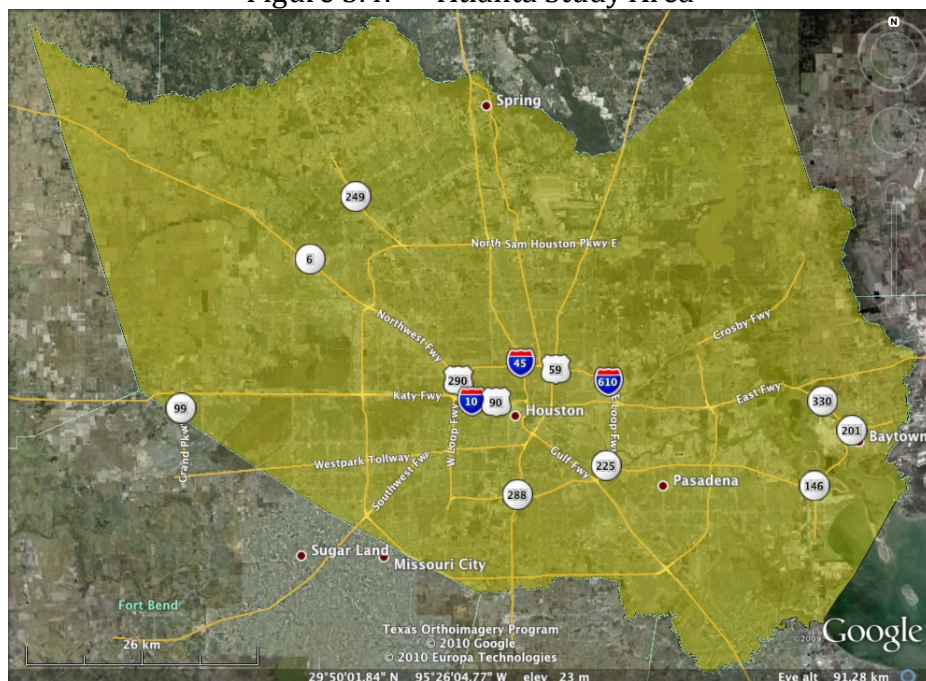 Figure 3.4. Atlanta Study Area
N
Spring
249
North Sam Houston Pkwy E
6
Northwest Fwy
Crosby Fwy
45
59
290
610
10
90
Katy Fwy
East Fwy
99
330
Houston
201
Baytown
Grand Pkwy
W Loop Fwy
E Loop Fwy
Westpark Tollway
Southwest Fwy
Gulf Fwy
225
Pasadena
146
288
Sugar Land
Missouri City
Fort Bend
26 km
Texas Orthoimagery Program
© 2010 Google
© 2010 Europa Technologies
©2009 Google
29°50'01.84" N 95°26'04.77" W elev 23 m
Eye alt 91.28 km